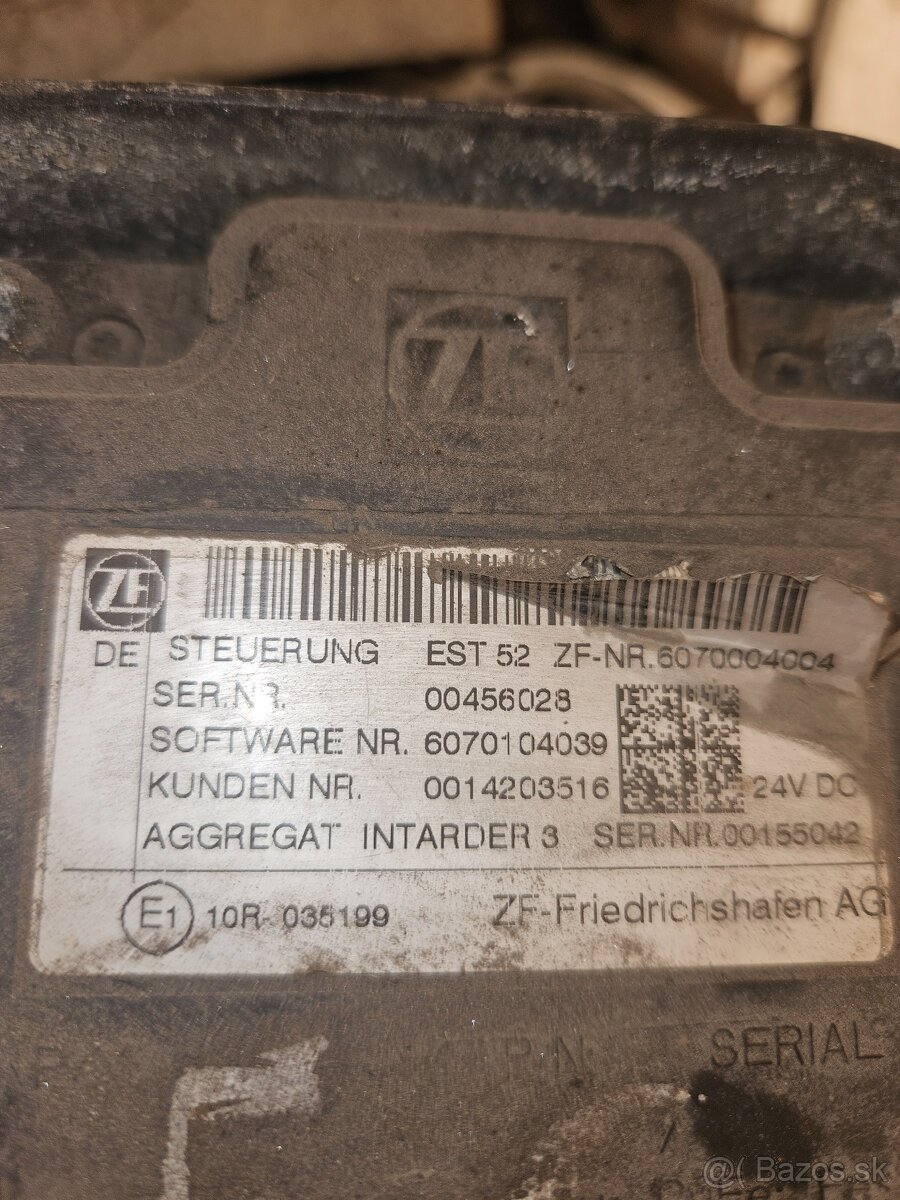 ZF
ZF
DE STEUERUNG EST 52 ZF-NR.6070004004
SER.NR. 00456028
SOFTWARE NR. 6070104039
KUNDEN NR. 0014203516 24V DC
AGGREGAT INTARDER 3 SER.NR.00155042
E1 10R-035199 ZF-Friedrichshafen AG
P.N SERIAL
@( Bazos.sk